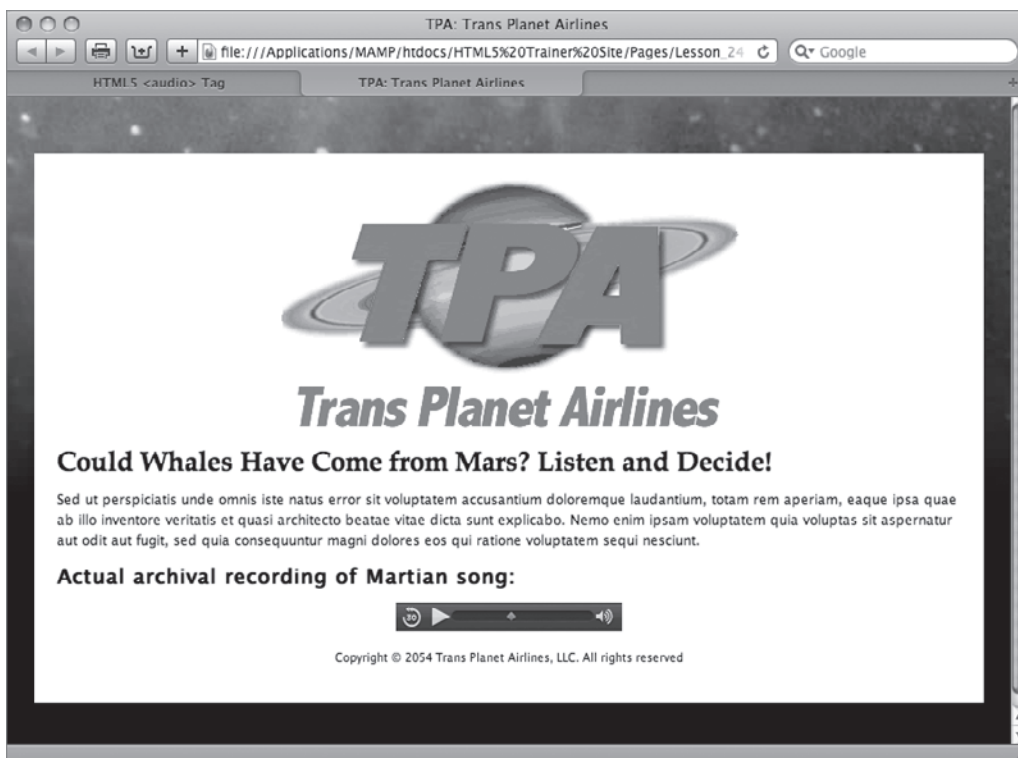 TPA: Trans Planet Airlines
file:///Applications/MAMP/htdocs/HTML5%20Trainer%20Site/Pages/Lesson_24
Google
HTML5 <audio> Tag
TPA: Trans Planet Airlines
TPA
Trans Planet Airlines
Could Whales Have Come from Mars? Listen and Decide!
Sed ut perspiciatis unde omnis iste natus error sit voluptatem accusantium doloremque laudantium, totam rem aperiam, eaque ipsa quae
ab illo inventore veritatis et quasi architecto beatae vitae dicta sunt explicabo. Nemo enim ipsam voluptatem quia voluptas sit aspernatur
aut odit aut fugit, sed quia consequuntur magni dolores eos qui ratione voluptatem sequi nesciunt.
Actual archival recording of Martian song:
30
Copyright © 2054 Trans Planet Airlines, LLC. All rights reserved